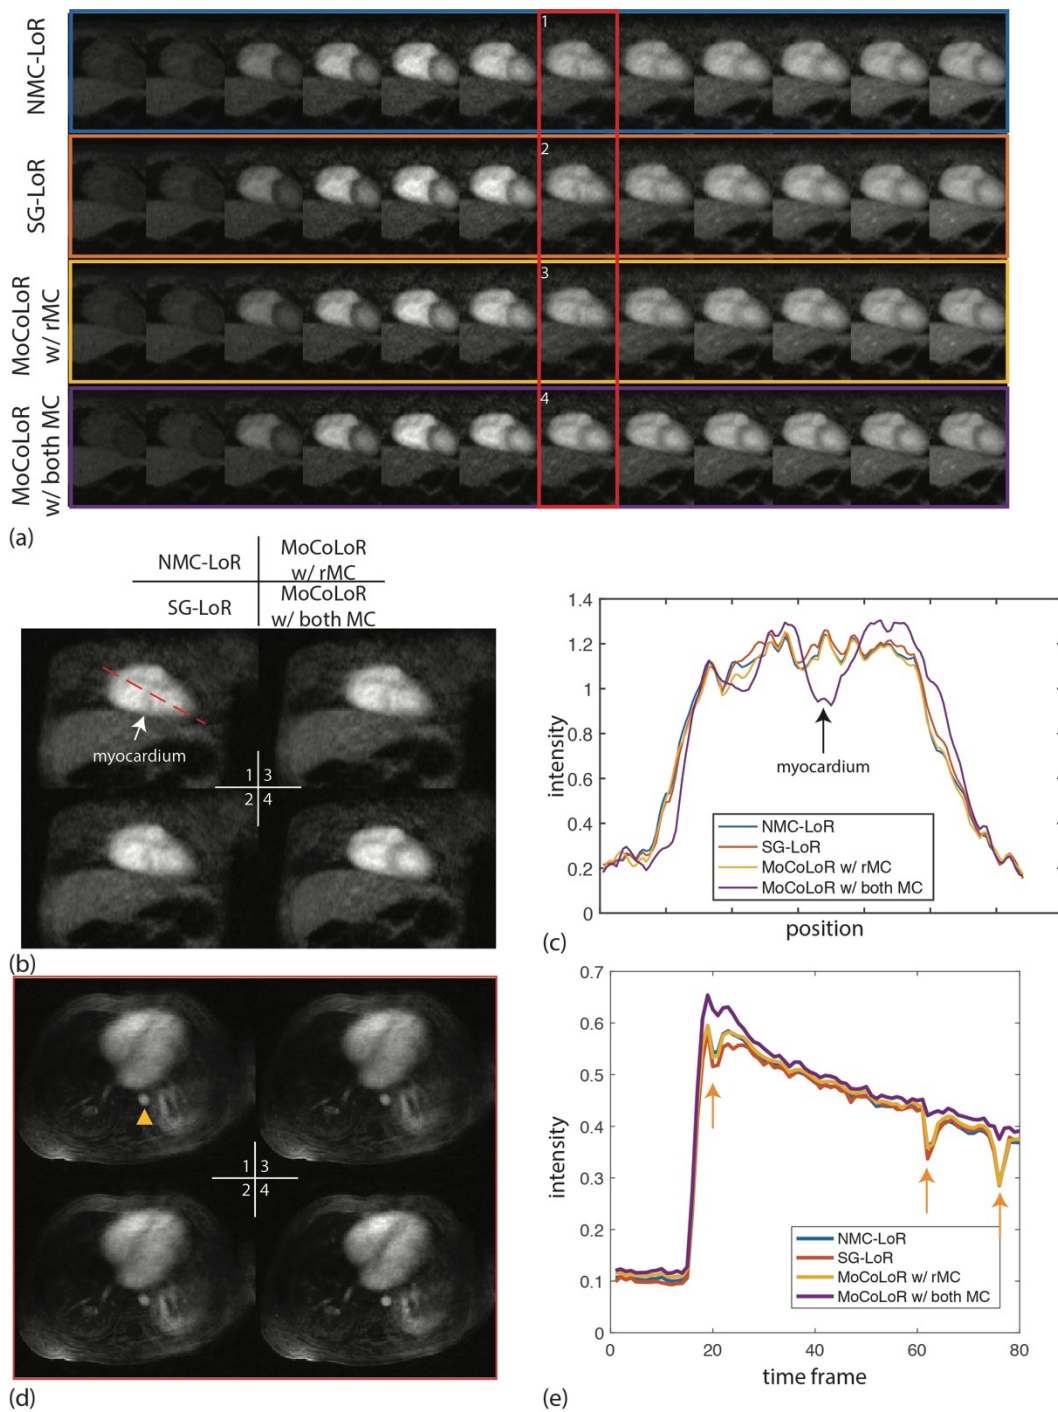 NMC-LoR
SG-LoR
MoCoLoR
w/ rMC
MoCoLoR
w/ both MC
1
2
3
4
(a)
NMC-LoR
MoCoLoR
w/ rMC
SG-LoR
MoCoLoR
w/ both MC
myocardium
1 3
2 4
(b)
1.4
1.2
1
0.8
0.6
0.4
0.2
0
intensity
myocardium
NMC-LoR
SG-LoR
MoCoLoR w/ rMC
MoCoLoR w/ both MC
position
(c)
1 3
2 4
(d)
0.7
0.6
0.5
0.4
0.3
0.2
0.1
0
intensity
NMC-LoR
SG-LoR
MoCoLoR w/ rMC
MoCoLoR w/ both MC
0 20 40 60 80
time frame
(e)